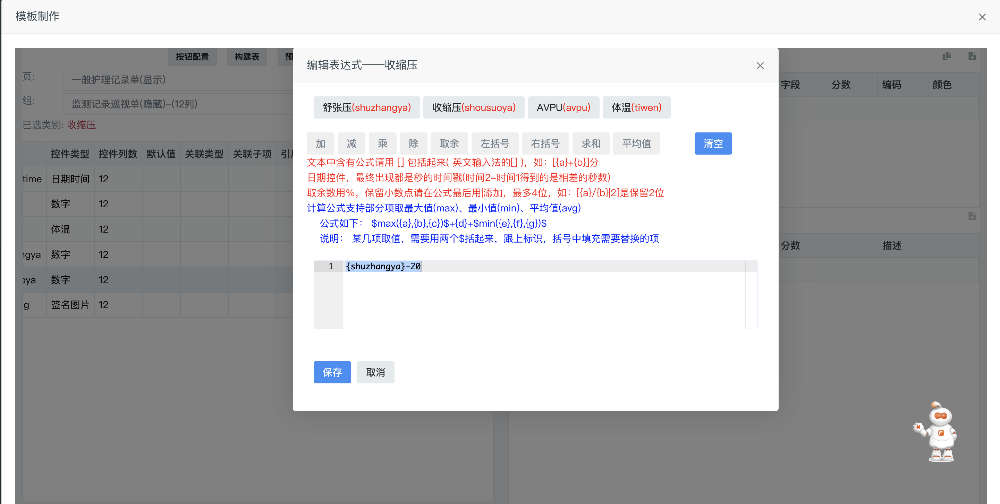 模板制作
按钮配置 构建表 预
页: 一般护理记录单(显示)
组: 监测记录巡视单(隐藏)-(12列)
已选类别: 收缩压
控件类型 控件列数 默认值 关联类型 关联子项
time 日期时间 12
数字 12
体温 12
ngya 数字 12
oya 数字 12
g 签名图片 12
编辑表达式——收缩压
舒张压(shuzhangya) 收缩压(shousuoya) AVPU(avpu) 体温(tiwen)
加 减 乘 除 取余 左括号 右括号 求和 平均值 清空
文本中含有公式请用 [] 包括起来( 英文输入法的[] )，如：[{a}+{b}]分
日期控件，最终出现都是秒的时间戳(时间2-时间1得到的是相差的秒数)
取余数用%，保留小数点请在公式最后用|添加，最多4位，如：[{a}/{b}|2]是保留2位
计算公式支持部分项取最大值(max)、最小值(min)、平均值(avg)
公式如下： $max({a},{b},{c})$+{d}+$min({e},{f},{g})$
说明： 某几项取值，需要用两个$括起来，跟上标识，括号中填充需要替换的项
1 {shuzhangya}-20
保存 取消
字段 分数 编码 颜色
分数 描述
F